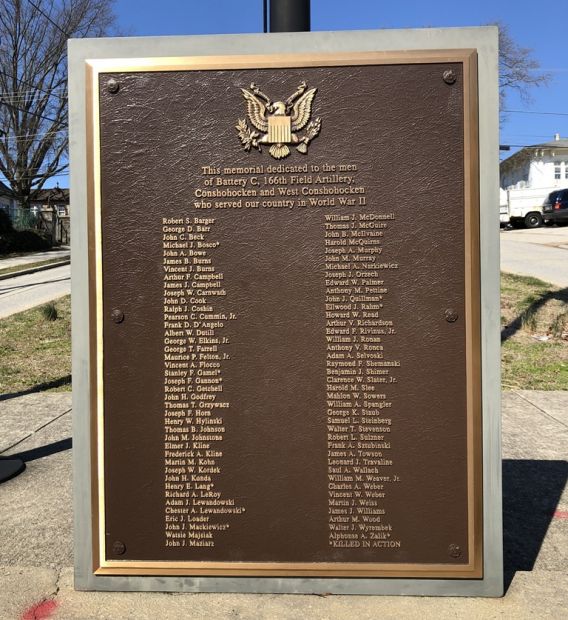 This memorial dedicated to the men
of Battery C, 166th Field Artillery,
Conshohocken and West Conshohocken
who served our country in World War II
Robert S. Barger
George D. Barr
John G. Beck
Michael J. Bosco*
John A. Bowe
James B. Burns
Vincent J. Burns
Arthur F. Campbell
James J. Campbell
Joseph W. Carnwath
John D. Cook
Ralph J. Coshin
Pearson C. Cummin, Jr.
Frank D. D'Angelo
Albert W. Dutill
George W. Elkins, Jr.
George T. Farrell
Maurice P. Felton, Jr.
Vincent A. Flocco
Stanley F. Gamel*
Joseph F. Gannon*
Robert C. Getchell
John H. Godfrey
Thomas T. Grzywacz
Joseph F. Horn
Henry W. Hylinski
Thomas B. Johnson
John M. Johnstone
Elmer J. Kline
Frederick A. Kline
Martin M. Kohn
Joseph W. Kordek
John H. Kunda
Henry E. Lang*
Richard A. LeRoy
Adam J. Lewandowski
Chester A. Lewandowski*
Eric J. Loader
John J. Mackiewicz*
Watsie Majsiak
John J. Maziarz
William J. McDonnell
Thomas J. McGuire
John B. McIlvaine
Harold McQuirns
Joseph A. Murphy
John M. Murray
Michael A. Narkiewicz
Joseph J. Orzech
Edward W. Palmer
Anthony M. Pettine
John J. Quillman*
Ellwood J. Rahm*
Howard W. Read
Arthur V. Richardson
Edward F. Rivinus, Jr.
William J. Ronan
Anthony V. Ronca
Adam A. Selvoski
Raymond F. Shemanski
Benjamin J. Shimer
Clarence W. Slater, Jr.
Harold M. Slee
Mahlon W. Sowers
William A. Spangler
George K. Staub
Samuel L. Steinberg
Walter T. Stevenson
Robert L. Sulzner
Frank A. Sztubinski
James A. Towson
Leonard J. Travaline
Saul A. Wallach
William M. Weaver, Jr.
Charles A. Weber
Vincent W. Weber
Martin J. Weiss
James J. Williams
Arthur M. Wood
Walter J. Wyrembek
Alphonse A. Zalik*
*KILLED IN ACTION